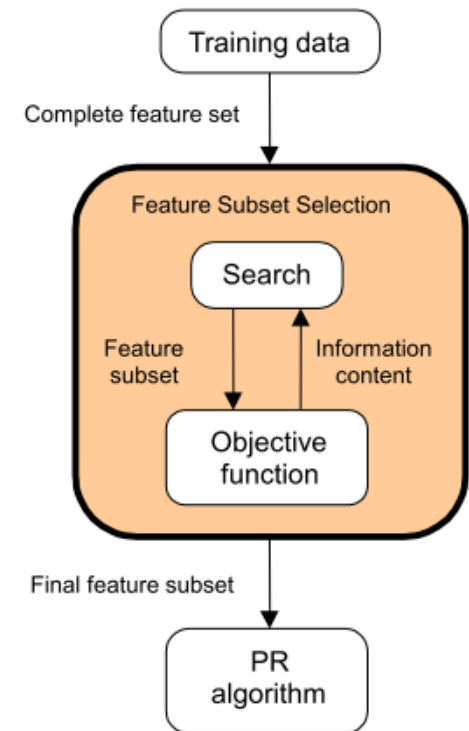 Training data
Complete feature set
Feature Subset Selection
Search
Feature
subset
Information
content
Objective
function
Final feature subset
PR
algorithm